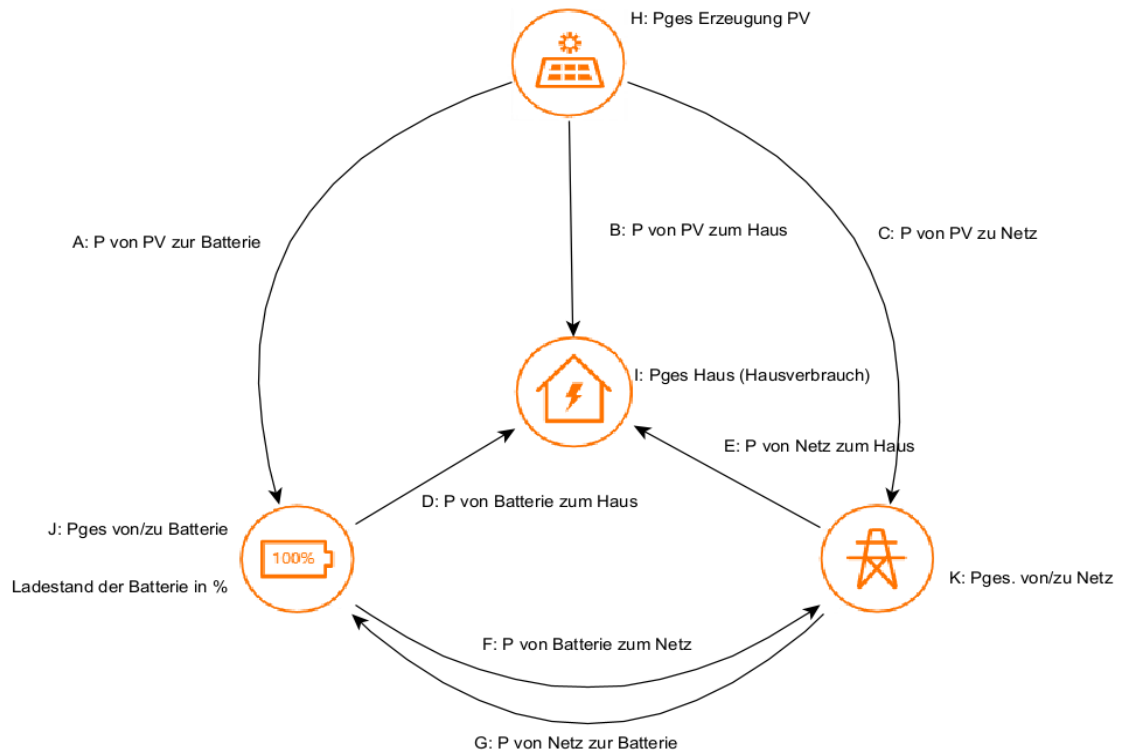 H: Pges Erzeugung PV
A: P von PV zur Batterie
B: P von PV zum Haus
C: P von PV zu Netz
I: Pges Haus (Hausverbrauch)
E: P von Netz zum Haus
D: P von Batterie zum Haus
J: Pges von/zu Batterie
100%
Ladestand der Batterie in %
K: Pges. von/zu Netz
F: P von Batterie zum Netz
G: P von Netz zur Batterie